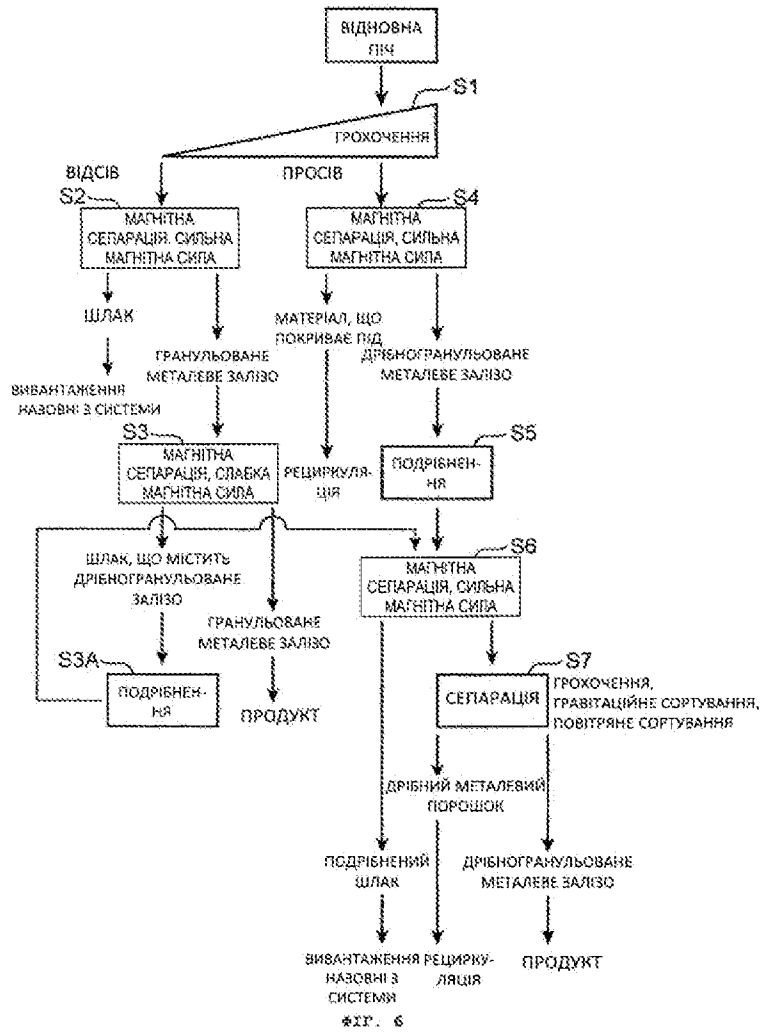 ВІДНОВНА
ПІЧ
S1
ГРОХОЧЕННЯ
ВІДСІВ
ПРОСІВ
S2
МАГНІТНА
СЕПАРАЦІЯ, СИЛЬНА
МАГНІТНА СИЛА
S4
МАГНІТНА
СЕПАРАЦІЯ, СИЛЬНА
МАГНІТНА СИЛА
ШЛАК
ВИВАНТАЖЕННЯ
НАЗОВНІ З СИСТЕМИ
ГРАНУЛЬОВАНЕ
МЕТАЛЕВЕ ЗАЛІЗО
МАТЕРІАЛ, ЩО
ПОКРИВАЄ ПІД
РЕЦИРКУЛЯ-
ЦІЯ
ДРІБНОГРАНУЛЬОВАНЕ
МЕТАЛЕВЕ ЗАЛІЗО
S3
МАГНІТНА
СЕПАРАЦІЯ, СЛАБКА
МАГНІТНА СИЛА
S5
ПОДРІБНЕН-
НЯ
ШЛАК, ЩО МІСТИТЬ
ДРІБНОГРАНУЛЬОВАНЕ
ЗАЛІЗО
ГРАНУЛЬОВАНЕ
МЕТАЛЕВЕ ЗАЛІЗО
S6
МАГНІТНА
СЕПАРАЦІЯ, СИЛЬНА
МАГНІТНА СИЛА
S3A
ПОДРІБНЕН-
НЯ
ПРОДУКТ
S7
СЕПАРАЦІЯ
ГРОХОЧЕННЯ,
ГРАВІТАЦІЙНЕ СОРТУВАННЯ,
ПОВІТРЯНЕ СОРТУВАННЯ
ДРІБНИЙ МЕТАЛЕВИЙ
ПОРОШОК
ПОДРІБНЕНИЙ
ШЛАК
ДРІБНОГРАНУЛЬОВАНЕ
МЕТАЛЕВЕ ЗАЛІЗО
ВИВАНТАЖЕННЯ
НАЗОВНІ З
СИСТЕМИ
РЕЦИРКУ-
ЛЯЦІЯ
ПРОДУКТ
ФІГ. 6